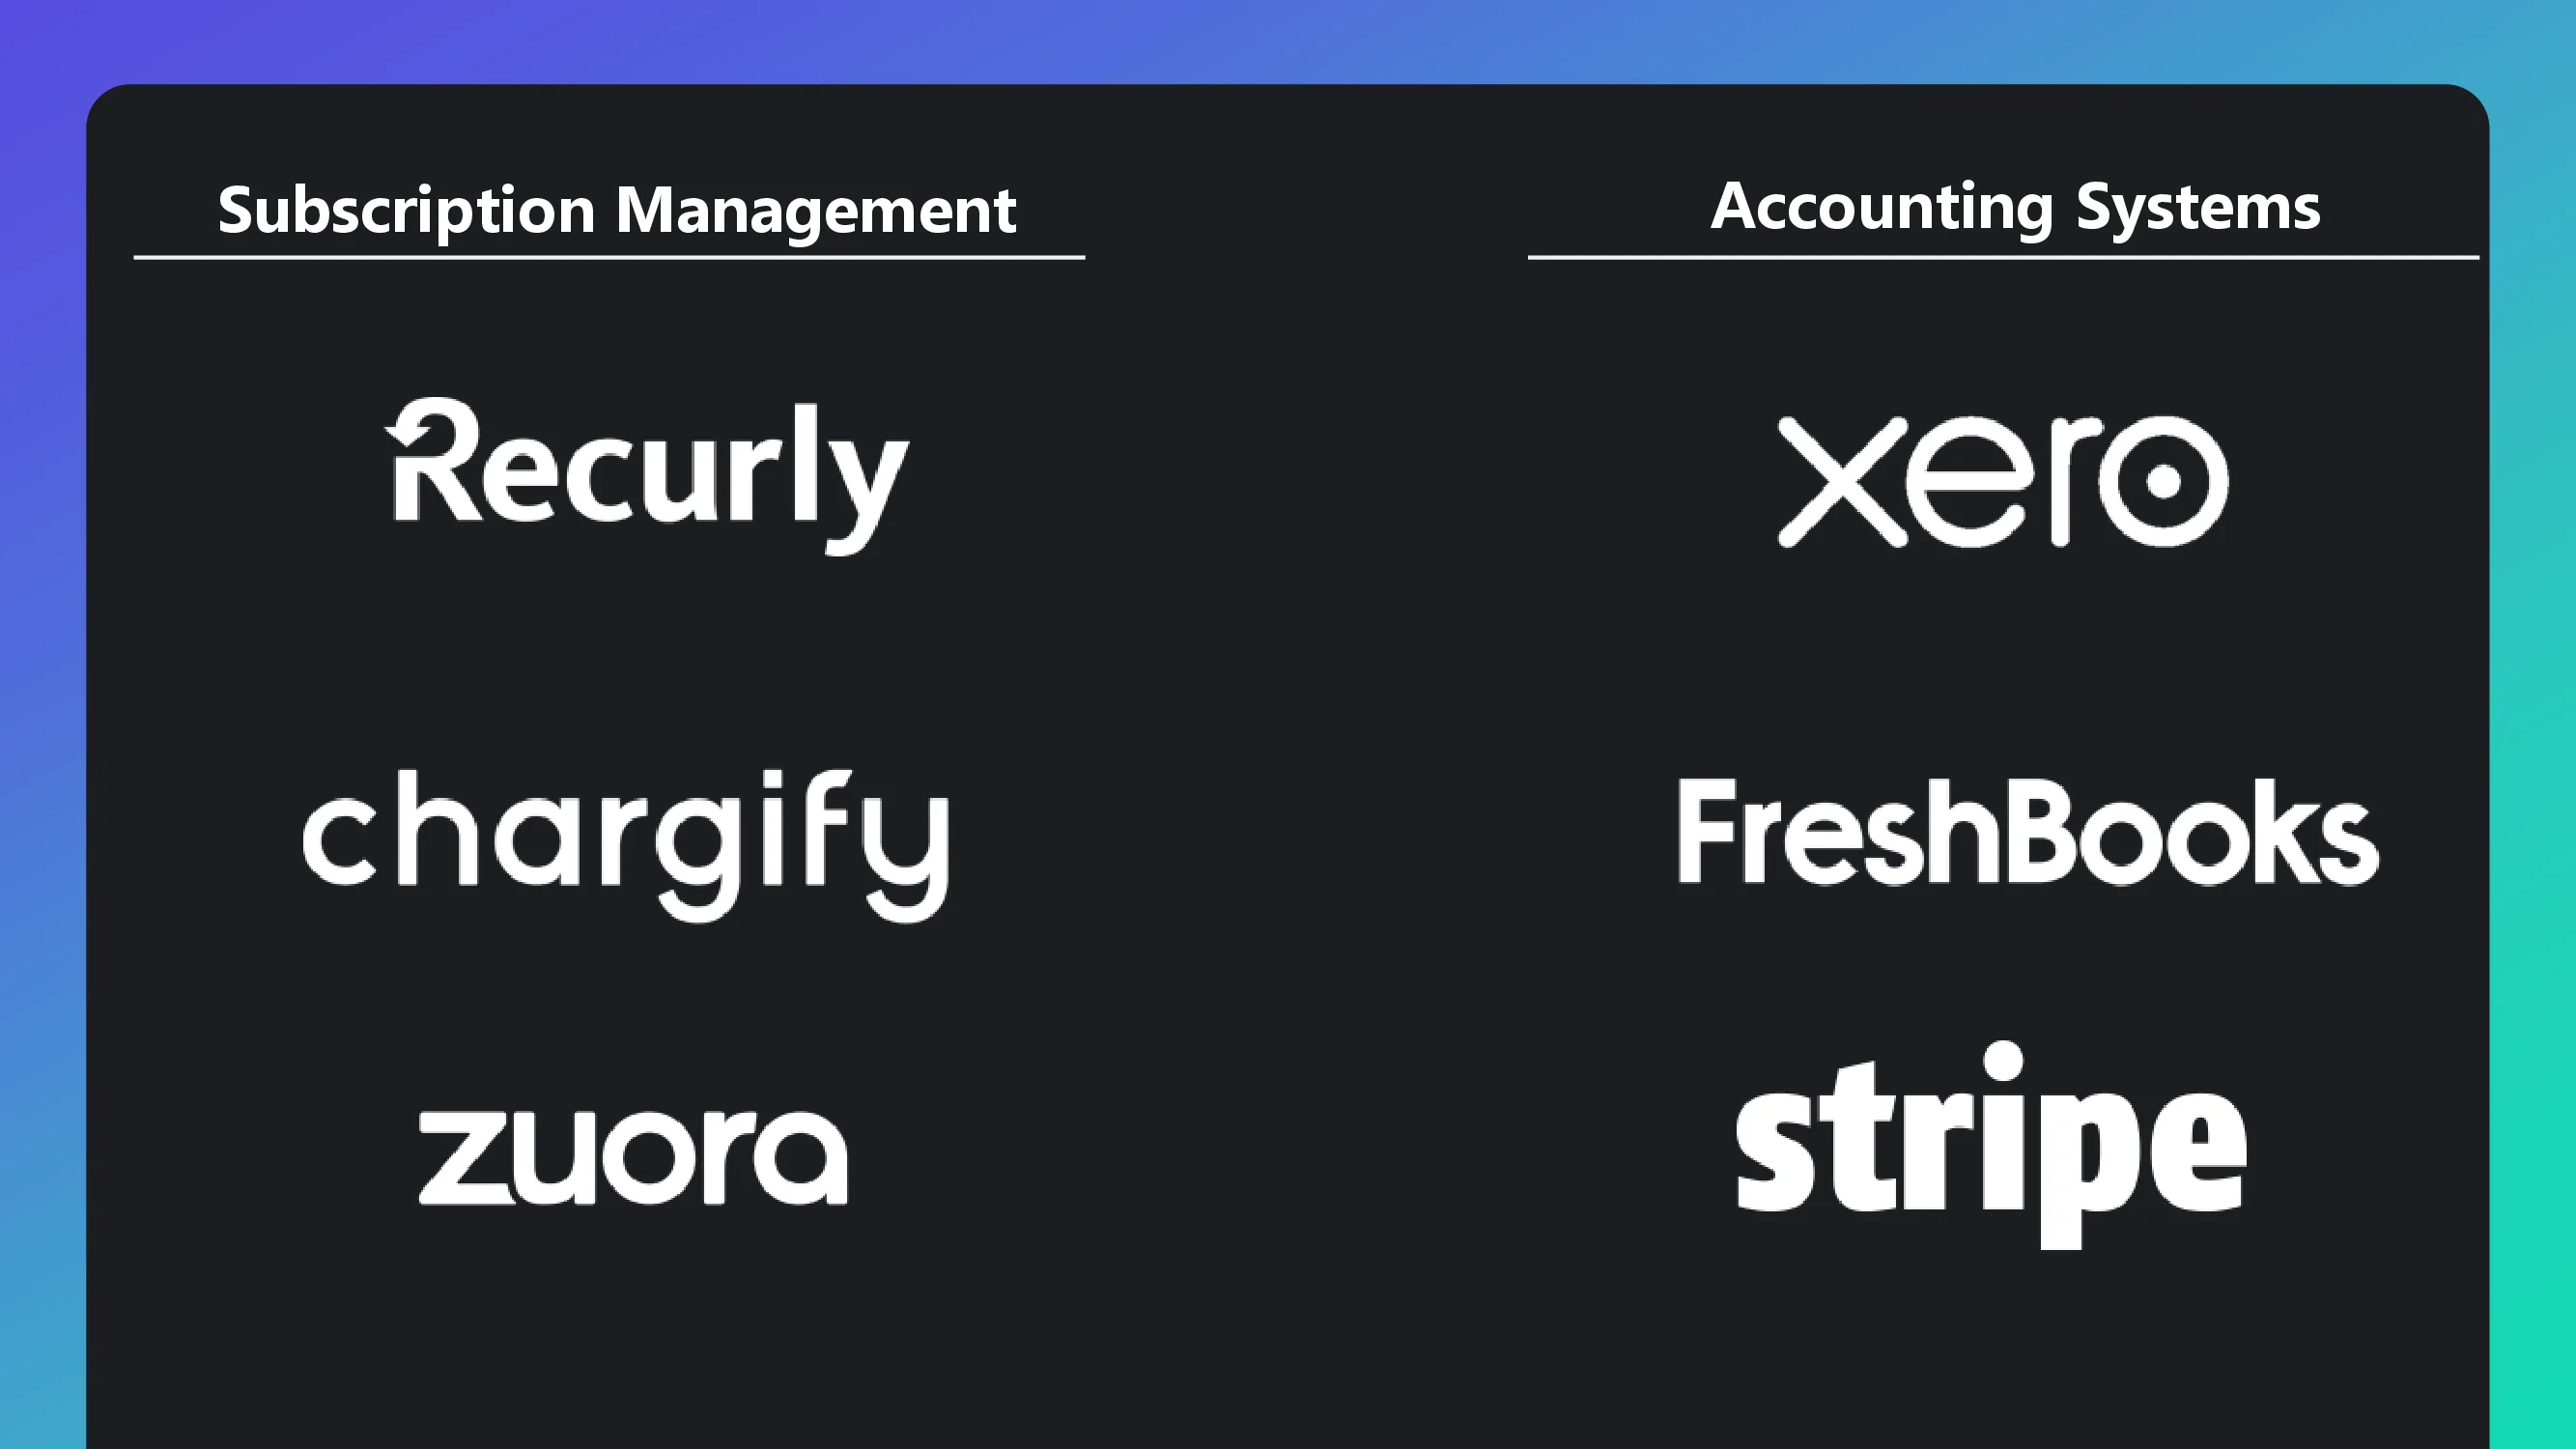 Subscription Management
Recurly
chargify
zuora
Accounting Systems
xero
FreshBooks
stripe